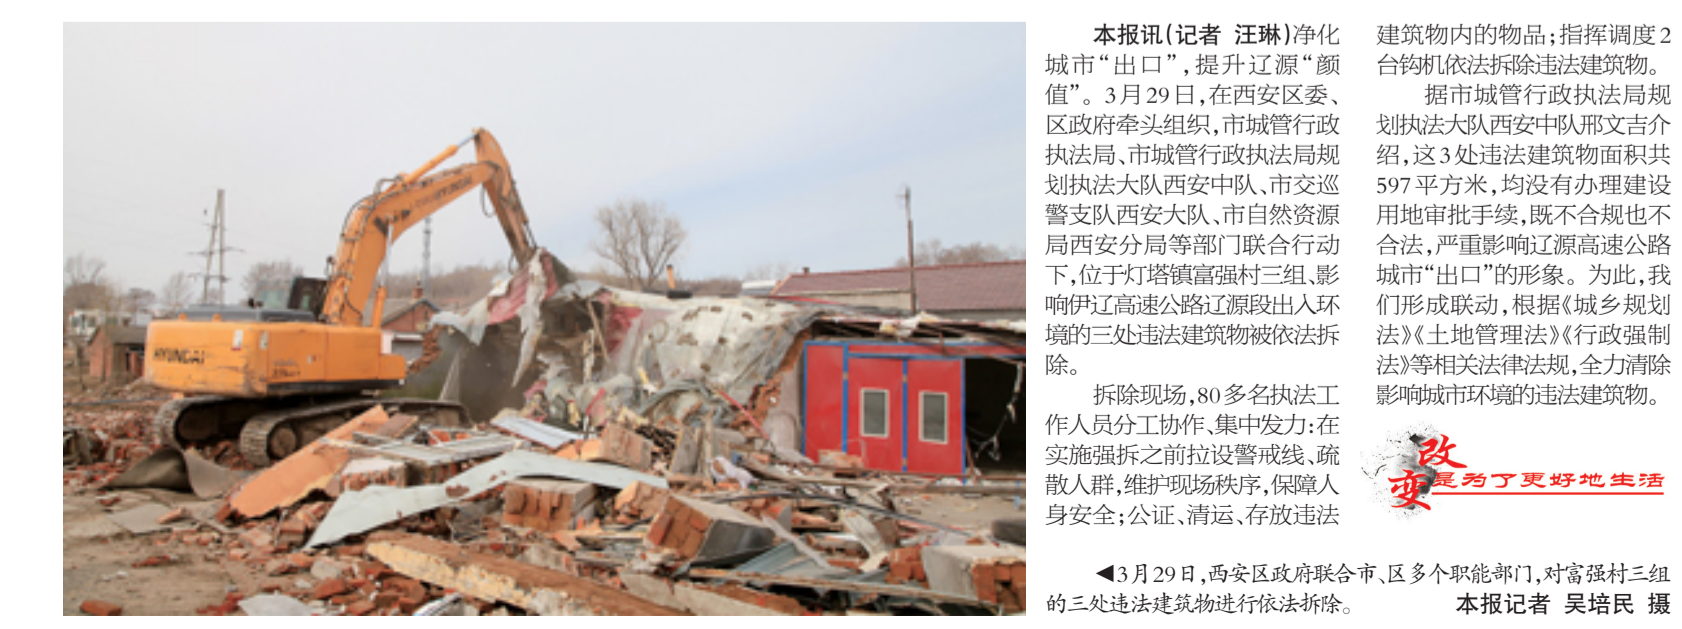 HYUNDAI
本报讯(记者 汪琳)净化
城市“出口”,提升辽源“颜
值”。3月29日,在西安区委、
区政府牵头组织,市城管行政
执法局、市城管行政执法局规
划执法大队西安中队、市交巡
警支队西安大队、市自然资源
局西安分局等部门联合行动
下,位于灯塔镇富强村三组、影
响伊辽高速公路辽源段出入环
境的三处违法建筑物被依法拆
除。
拆除现场,80多名执法工
作人员分工协作、集中发力:在
实施强拆之前拉设警戒线、疏
散人群,维护现场秩序,保障人
身安全;公证、清运、存放违法
建筑物内的物品;指挥调度2
台钩机依法拆除违法建筑物。
据市城管行政执法局规
划执法大队西安中队邢文吉介
绍,这3处违法建筑物面积共
597平方米,均没有办理建设
用地审批手续,既不合规也不
合法,严重影响辽源高速公路
城市“出口”的形象。为此,我
们形成联动,根据《城乡规划
法》《土地管理法》《行政强制
法》等相关法律法规,全力清除
影响城市环境的违法建筑物。
改变是为了更好地生活
◀3月29日,西安区政府联合市、区多个职能部门,对富强村三组
的三处违法建筑物进行依法拆除。 本报记者 吴培民 摄